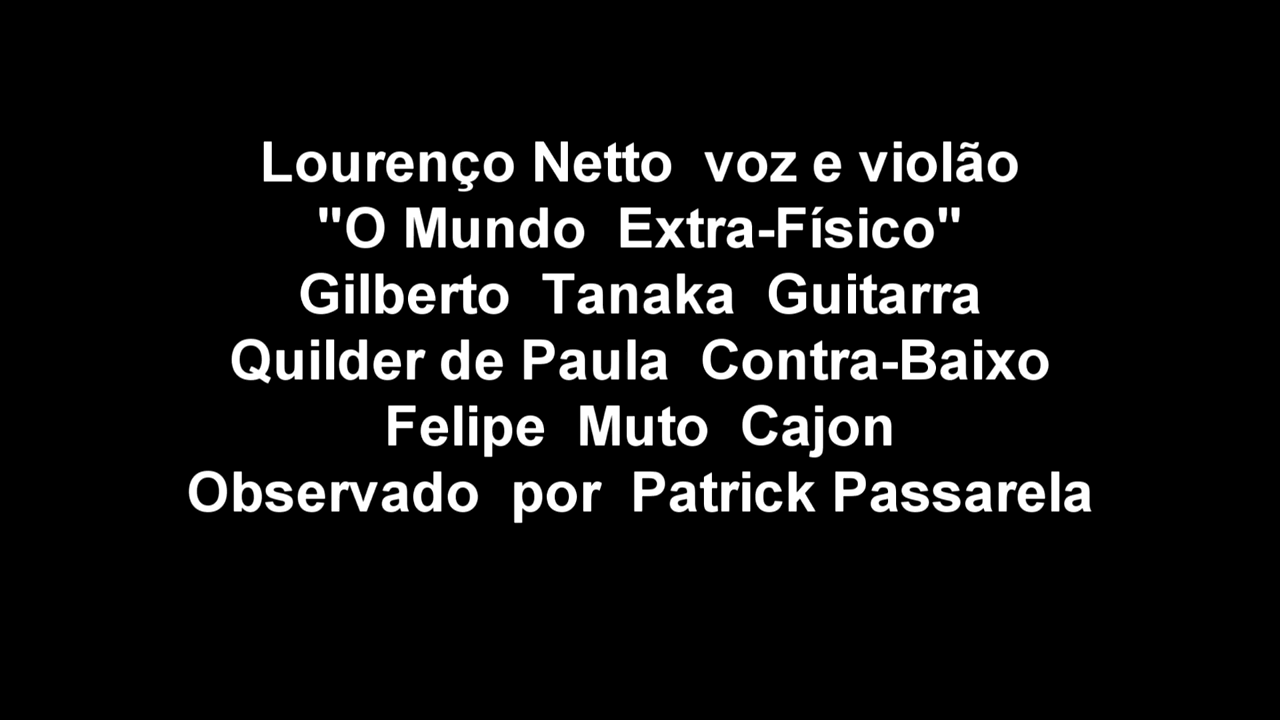 Lourenço Netto  voz e violão
"O Mundo  Extra-Físico"
Gilberto  Tanaka  Guitarra
Quilder de Paula  Contra-Baixo
Felipe  Muto  Cajon
Observado  por  Patrick Passarela